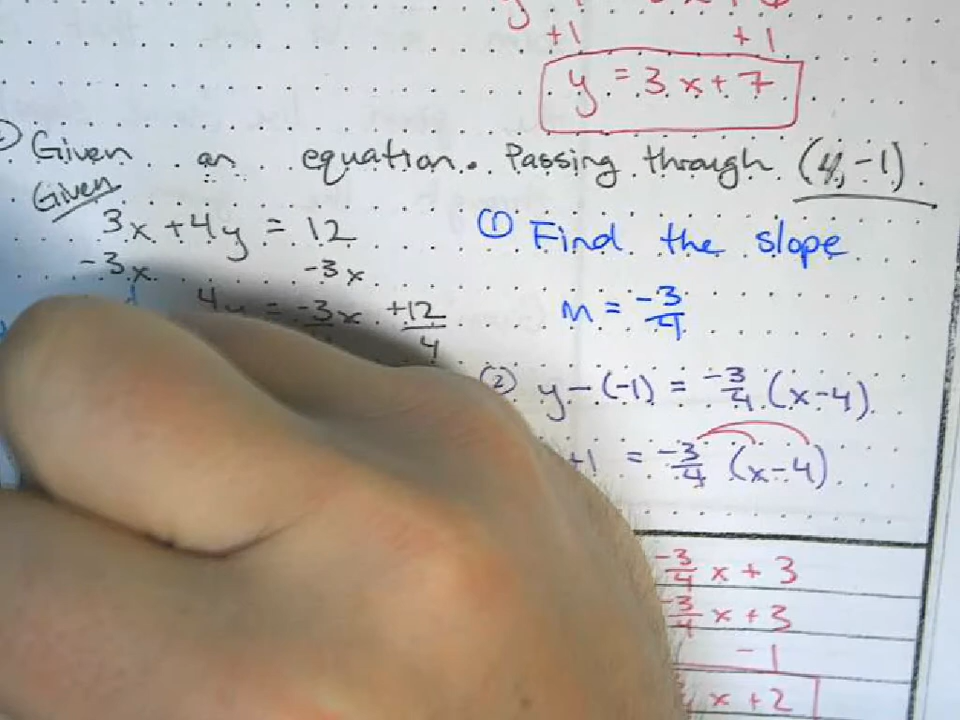 +1 +1
y = 3x + 7
Given an equation. Passing through (4, -1)
Given
3x + 4y = 12
-3x -3x
4y = -3x +12
4
① Find the slope
m = -3/4
② y - (-1) = -3/4 (x - 4)
+1 = -3/4 (x - 4)
-3/4 x + 3
-3/4 x + 3
-1
x + 2